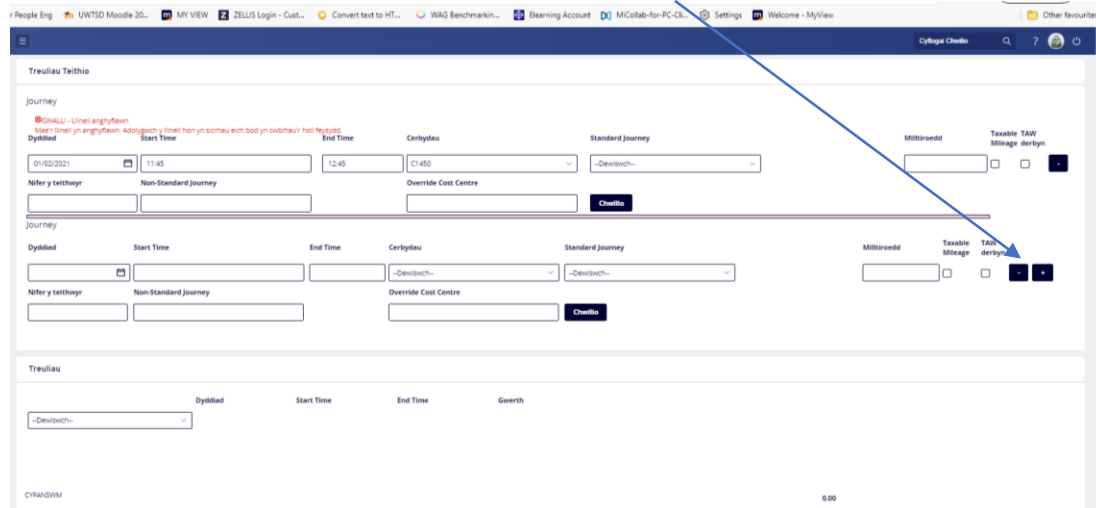 r People Eng UWTSD Moodle 20... MY VIEW ZELLIS Login - Cust... Convert text to HT... WAG Benchmarkin... Elearning Account MiCollab-for-PC-Cli... Settings Welcome - MyView Other favourites
Cyflogai Chwilio ?
Treuliau Teithio
Journey
GWALL! - Llinell anghyflawn
Mae'r llinell yn anghyflawn. Adolygwch y llinell hon yn sicrhau eich bod yn cwblhau'r holl feysydd.
Dyddiad Start Time End Time Cerbydau Standard Journey Milltiroedd Taxable Mileage TAW derbyn
01/02/2021 11:45 12:45 C1450 --Dewiswch-- -
Nifer y teithwyr Non-Standard Journey Override Cost Centre
Chwilio
Journey
Dyddiad Start Time End Time Cerbydau Standard Journey Milltiroedd Taxable Mileage TAW derbyn
--Dewiswch-- --Dewiswch-- - +
Nifer y teithwyr Non-Standard Journey Override Cost Centre
Chwilio
Treuliau
Dyddiad Start Time End Time Gwerth
--Dewiswch--
CYFANSWM 0.00